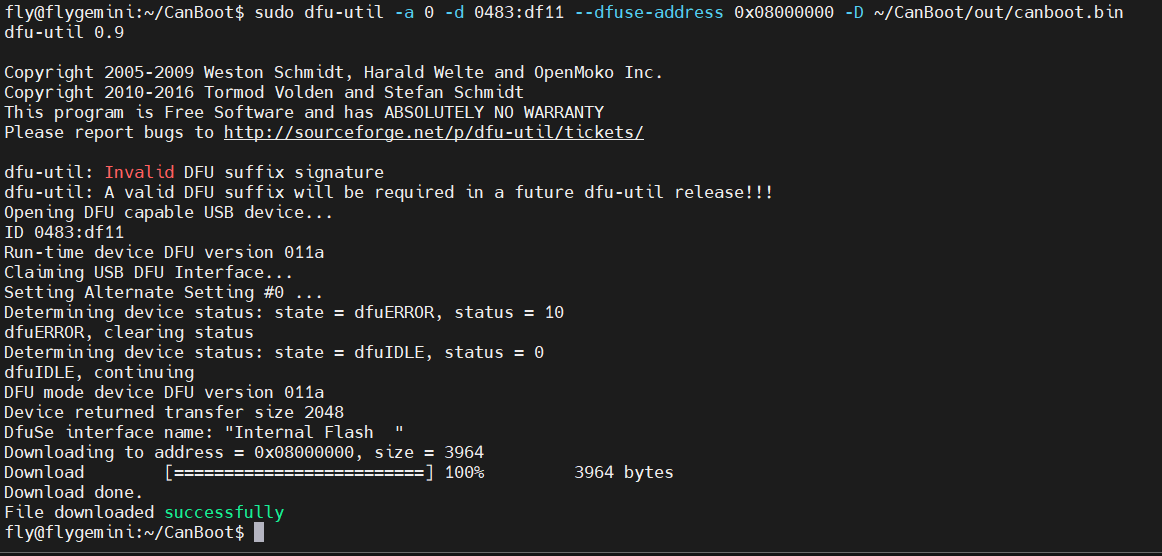 fly@flygemini:~/CanBoot$ sudo dfu-util -a 0 -d 0483:df11 --dfuse-address 0x08000000 -D ~/CanBoot/out/canboot.bin
dfu-util 0.9
Copyright 2005-2009 Weston Schmidt, Harald Welte and OpenMoko Inc.
Copyright 2010-2016 Tormod Volden and Stefan Schmidt
This program is Free Software and has ABSOLUTELY NO WARRANTY
Please report bugs to http://sourceforge.net/p/dfu-util/tickets/
dfu-util: Invalid DFU suffix signature
dfu-util: A valid DFU suffix will be required in a future dfu-util release!!!
Opening DFU capable USB device...
ID 0483:df11
Run-time device DFU version 011a
Claiming USB DFU Interface...
Setting Alternate Setting #0 ...
Determining device status: state = dfuERROR, status = 10
dfuERROR, clearing status
Determining device status: state = dfuIDLE, status = 0
dfuIDLE, continuing
DFU mode device DFU version 011a
Device returned transfer size 2048
DfuSe interface name: "Internal Flash  "
Downloading to address = 0x08000000, size = 3964
Download        [=========================] 100%         3964 bytes
Download done.
File downloaded successfully
fly@flygemini:~/CanBoot$